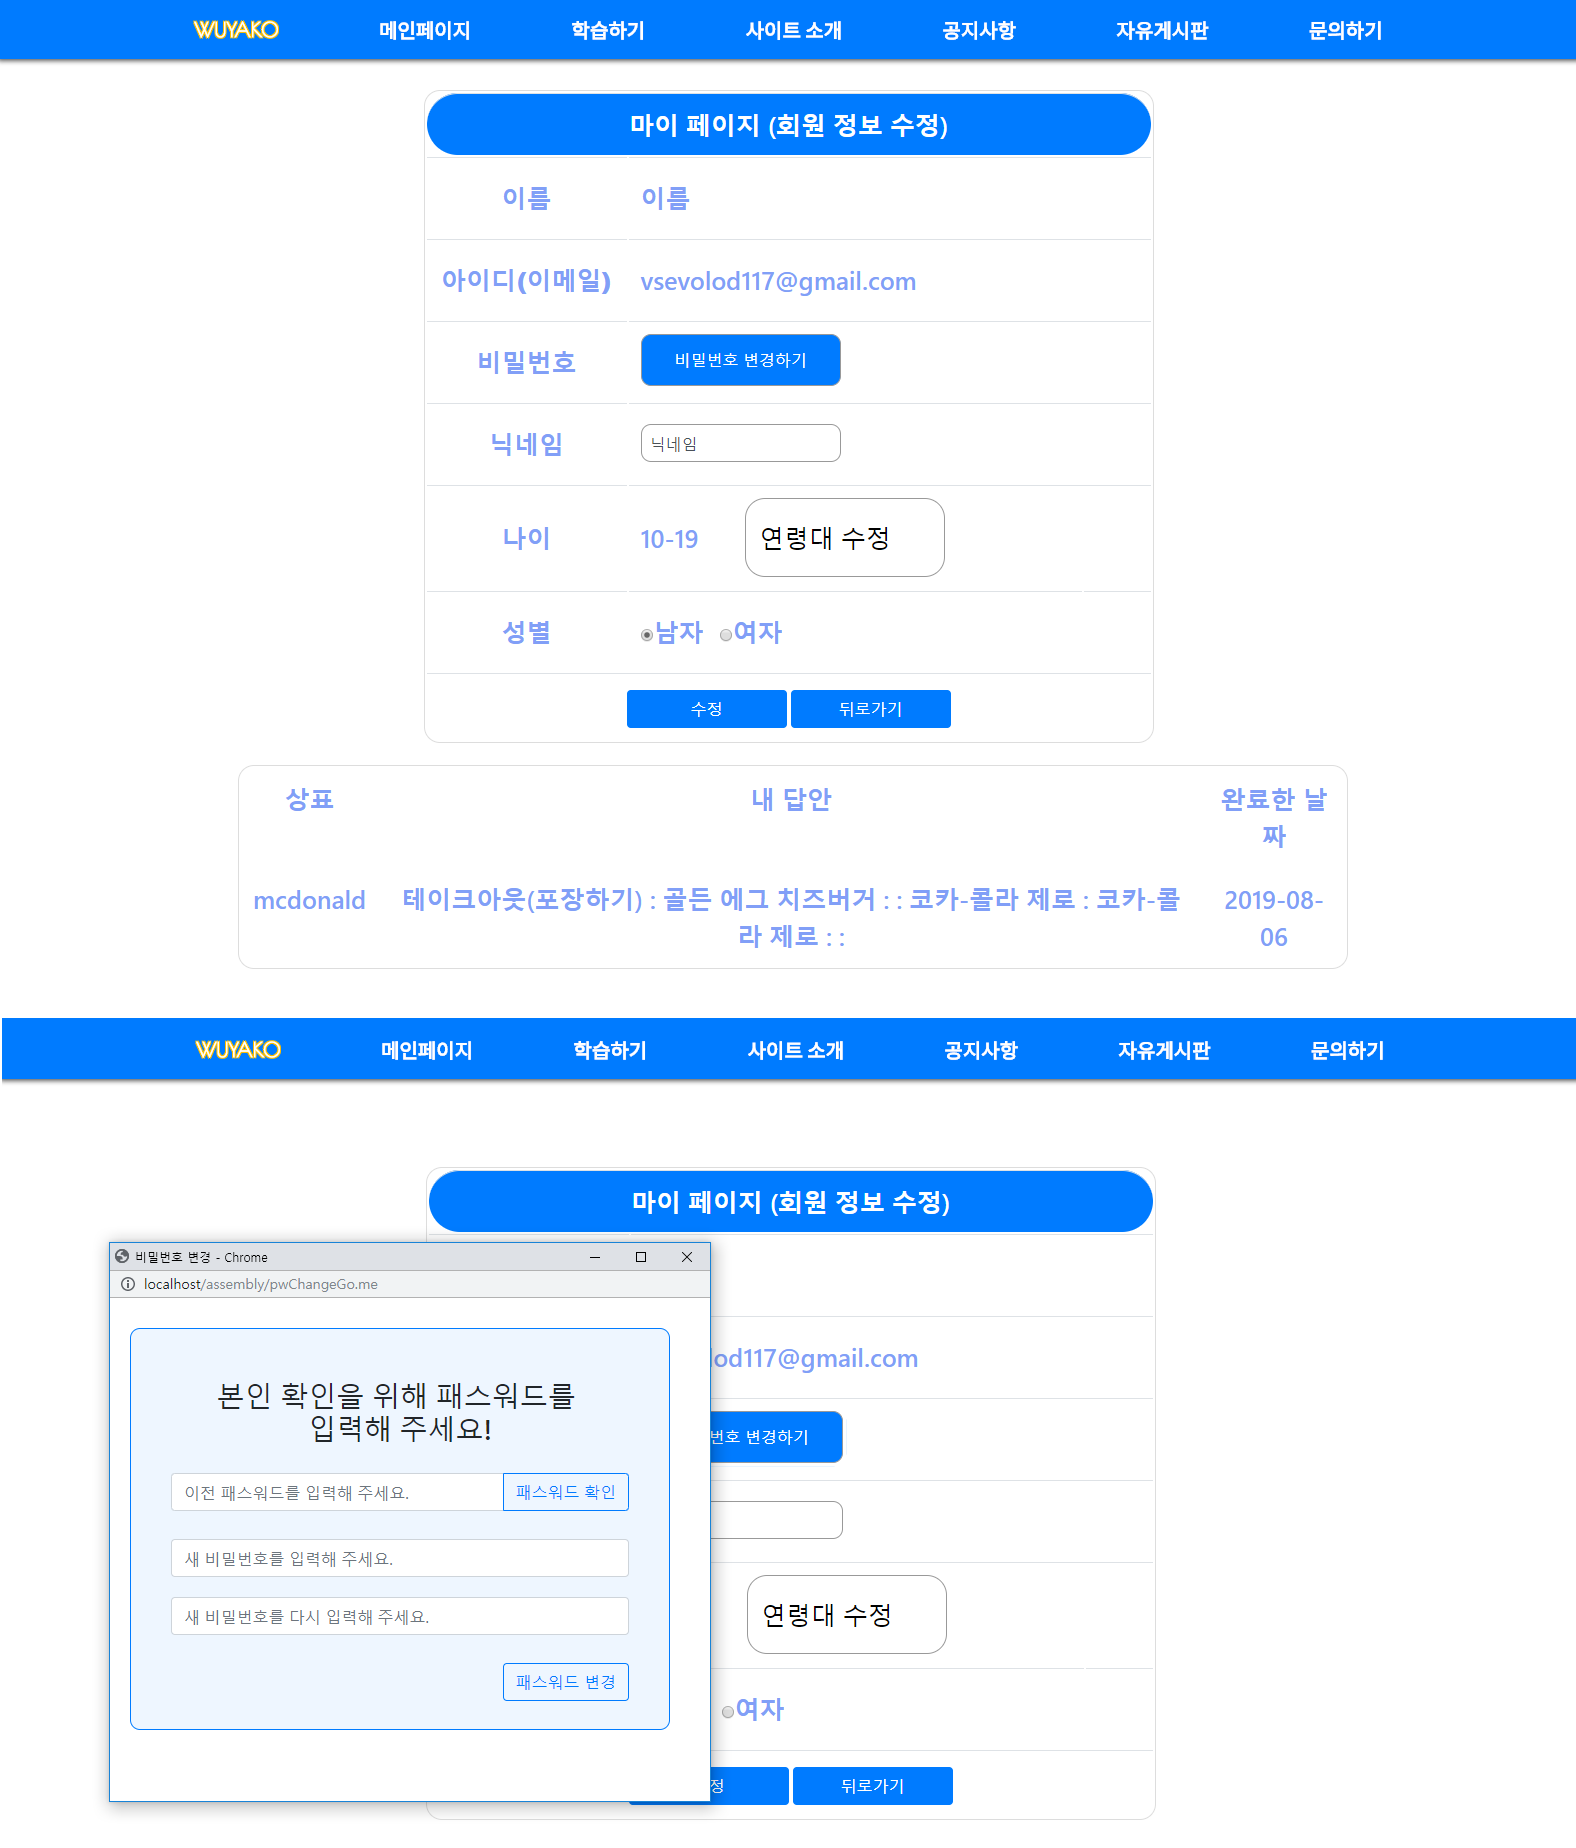 WUYAKO 메인페이지 학습하기 사이트 소개 공지사항 자유게시판 문의하기
마이 페이지 (회원 정보 수정)
이름 이름
아이디(이메일) vsevolod117@gmail.com
비밀번호 비밀번호 변경하기
닉네임 닉네임
나이 10-19 연령대 수정
성별 남자 여자
수정 뒤로가기
상표 내 답안 완료한 날
짜
mcdonald 테이크아웃(포장하기) : 골든 에그 치즈버거 : : 코카-콜라 제로 : 코카-콜 2019-08-
라 제로 : : 06
WUYAKO 메인페이지 학습하기 사이트 소개 공지사항 자유게시판 문의하기
마이 페이지 (회원 정보 수정)
비밀번호 변경 - Chrome
localhost/assembly/pwChangeGo.me
본인 확인을 위해 패스워드를
입력해 주세요!
이전 패스워드를 입력해 주세요. 패스워드 확인
새 비밀번호를 입력해 주세요.
새 비밀번호를 다시 입력해 주세요.
패스워드 변경
lod117@gmail.com
번호 변경하기
연령대 수정
여자
정 뒤로가기